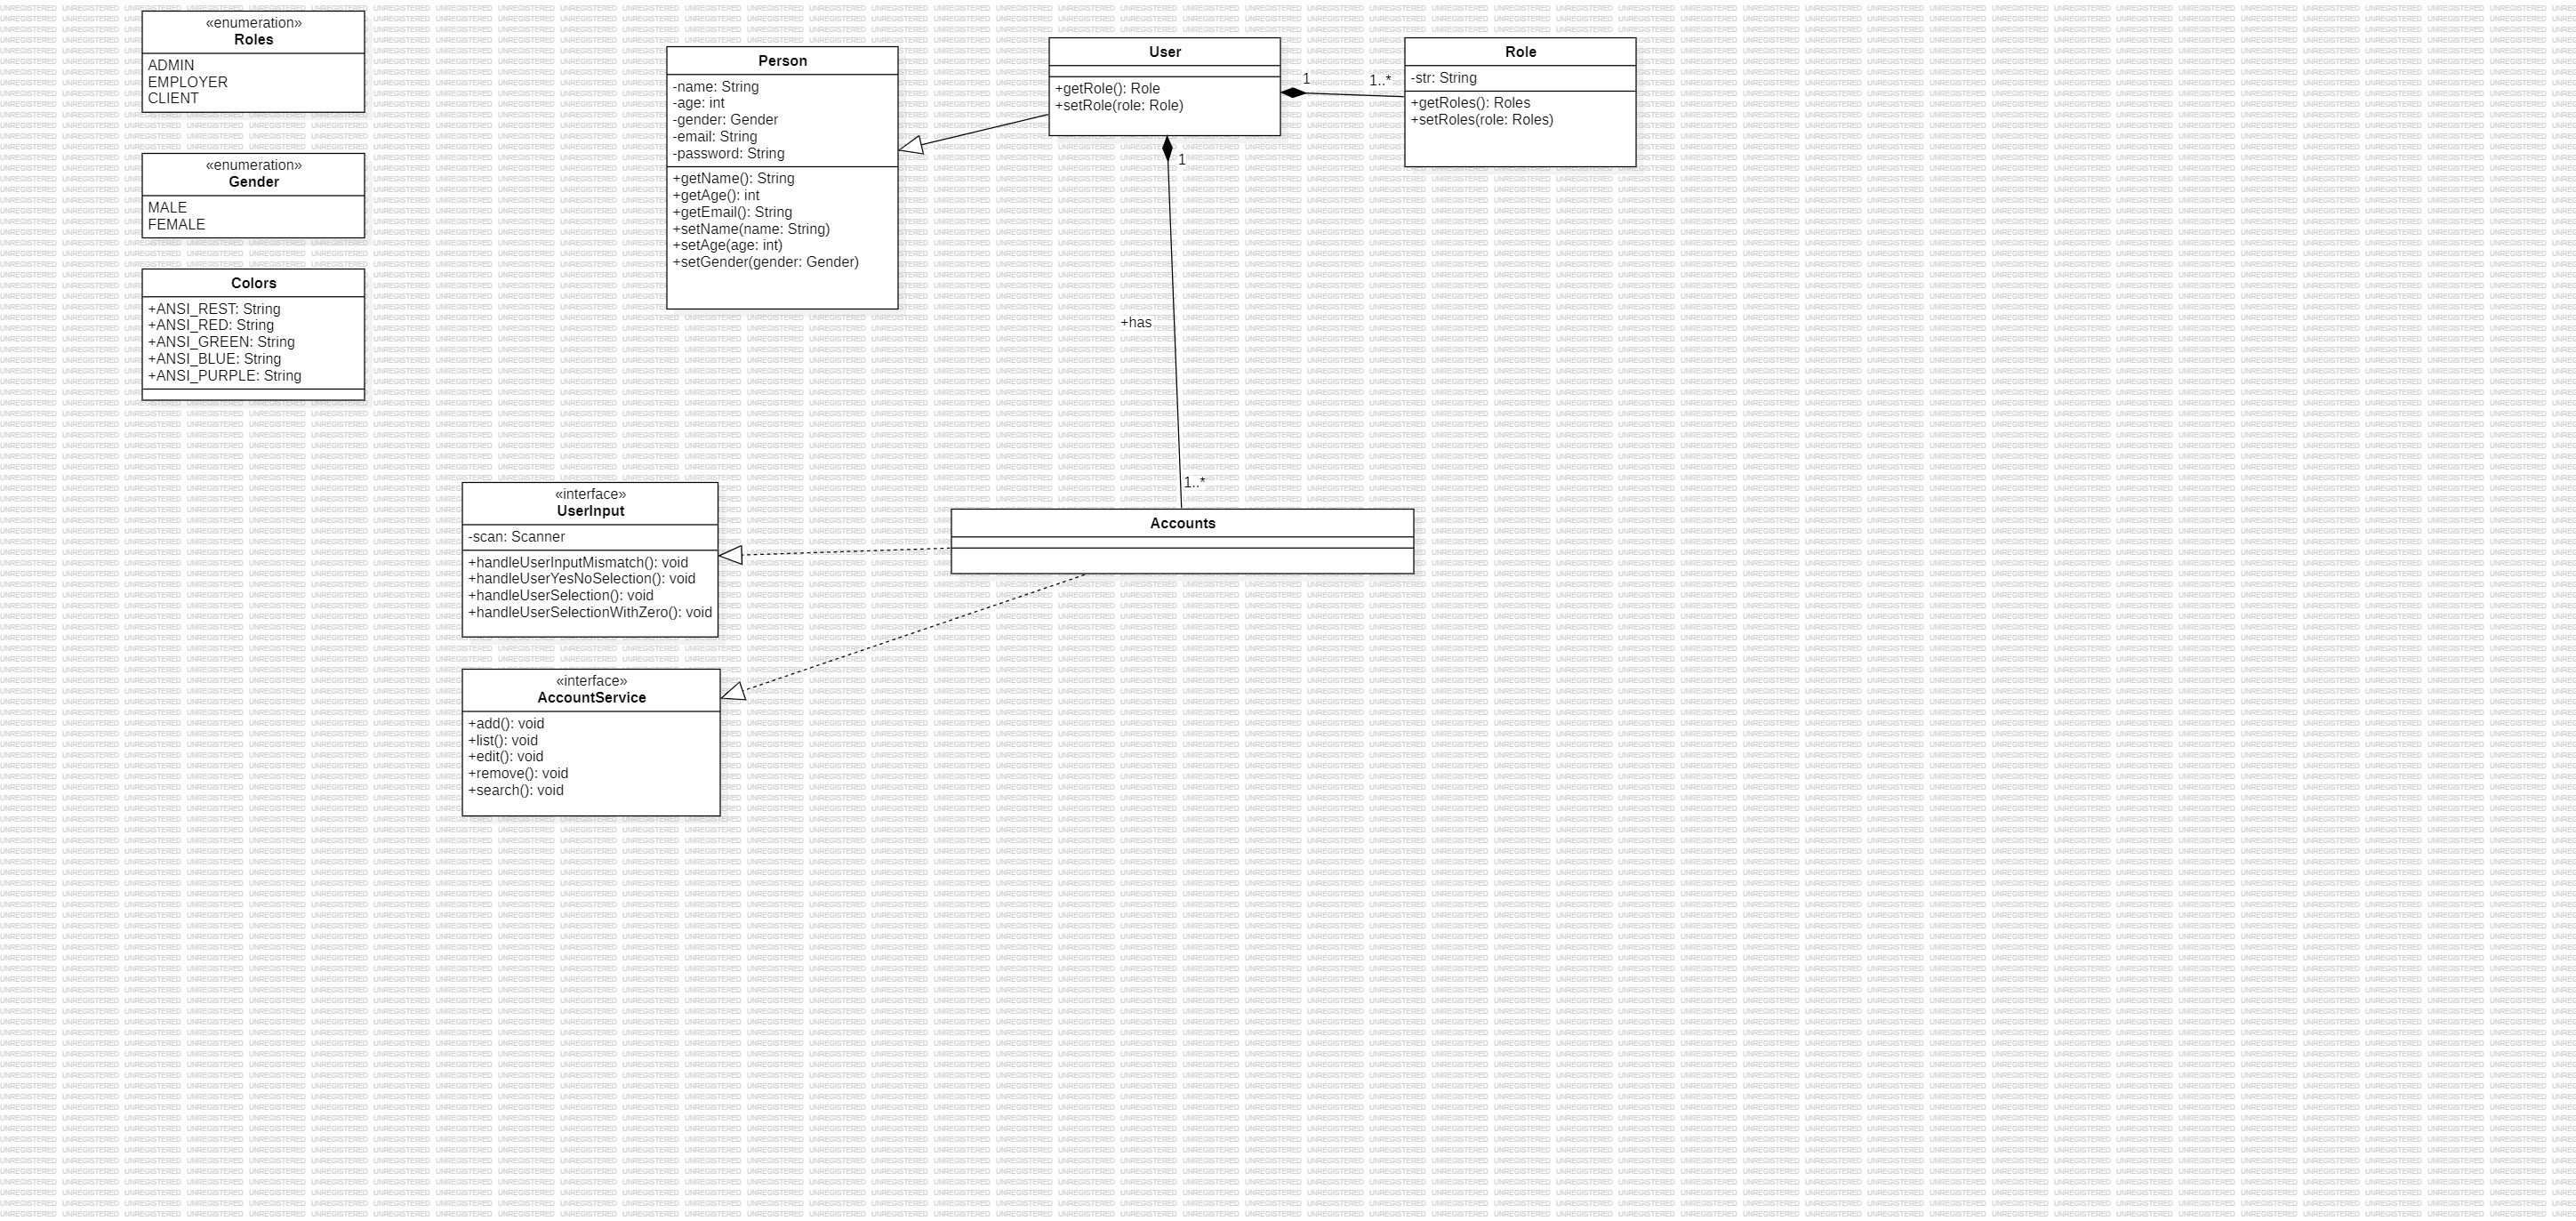 «enumeration»
Roles
ADMIN
EMPLOYER
CLIENT
«enumeration»
Gender
MALE
FEMALE
Colors
+ANSI_REST: String
+ANSI_RED: String
+ANSI_GREEN: String
+ANSI_BLUE: String
+ANSI_PURPLE: String
Person
-name: String
-age: int
-gender: Gender
-email: String
-password: String
+getName(): String
+getAge(): int
+getEmail(): String
+setName(name: String)
+setAge(age: int)
+setGender(gender: Gender)
User
+getRole(): Role
+setRole(role: Role)
1
1..*
Role
-str: String
+getRoles(): Roles
+setRoles(role: Roles)
1
+has
1..*
«interface»
UserInput
-scan: Scanner
+handleUserInputMismatch(): void
+handleUserYesNoSelection(): void
+handleUserSelection(): void
+handleUserSelectionWithZero(): void
Accounts
«interface»
AccountService
+add(): void
+list(): void
+edit(): void
+remove(): void
+search(): void
UNREGISTERED